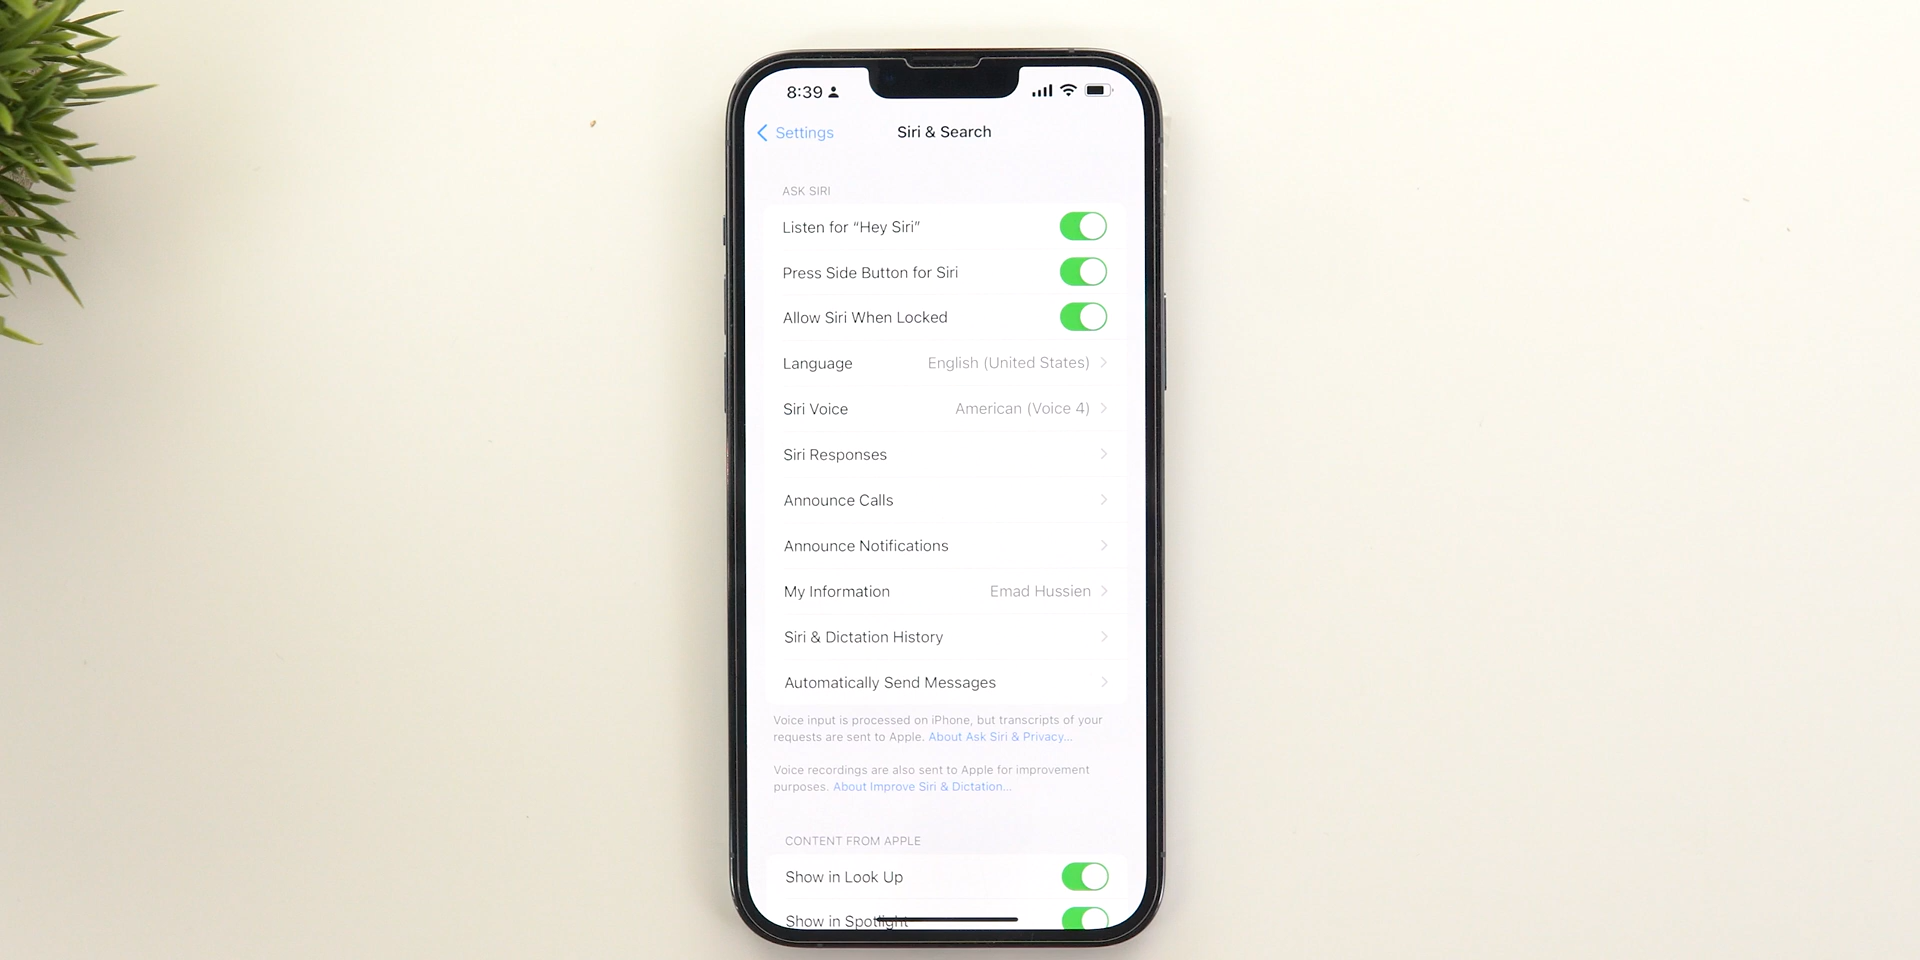 8:39
Settings
Siri & Search
ASK SIRI
Listen for “Hey Siri”
Press Side Button for Siri
Allow Siri When Locked
Language English (United States)
Siri Voice American (Voice 4)
Siri Responses
Announce Calls
Announce Notifications
My Information Emad Hussien
Siri & Dictation History
Automatically Send Messages
Voice input is processed on iPhone, but transcripts of your
requests are sent to Apple. About Ask Siri & Privacy...
Voice recordings are also sent to Apple for improvement
purposes. About Improve Siri & Dictation...
CONTENT FROM APPLE
Show in Look Up
Show in Spotlight